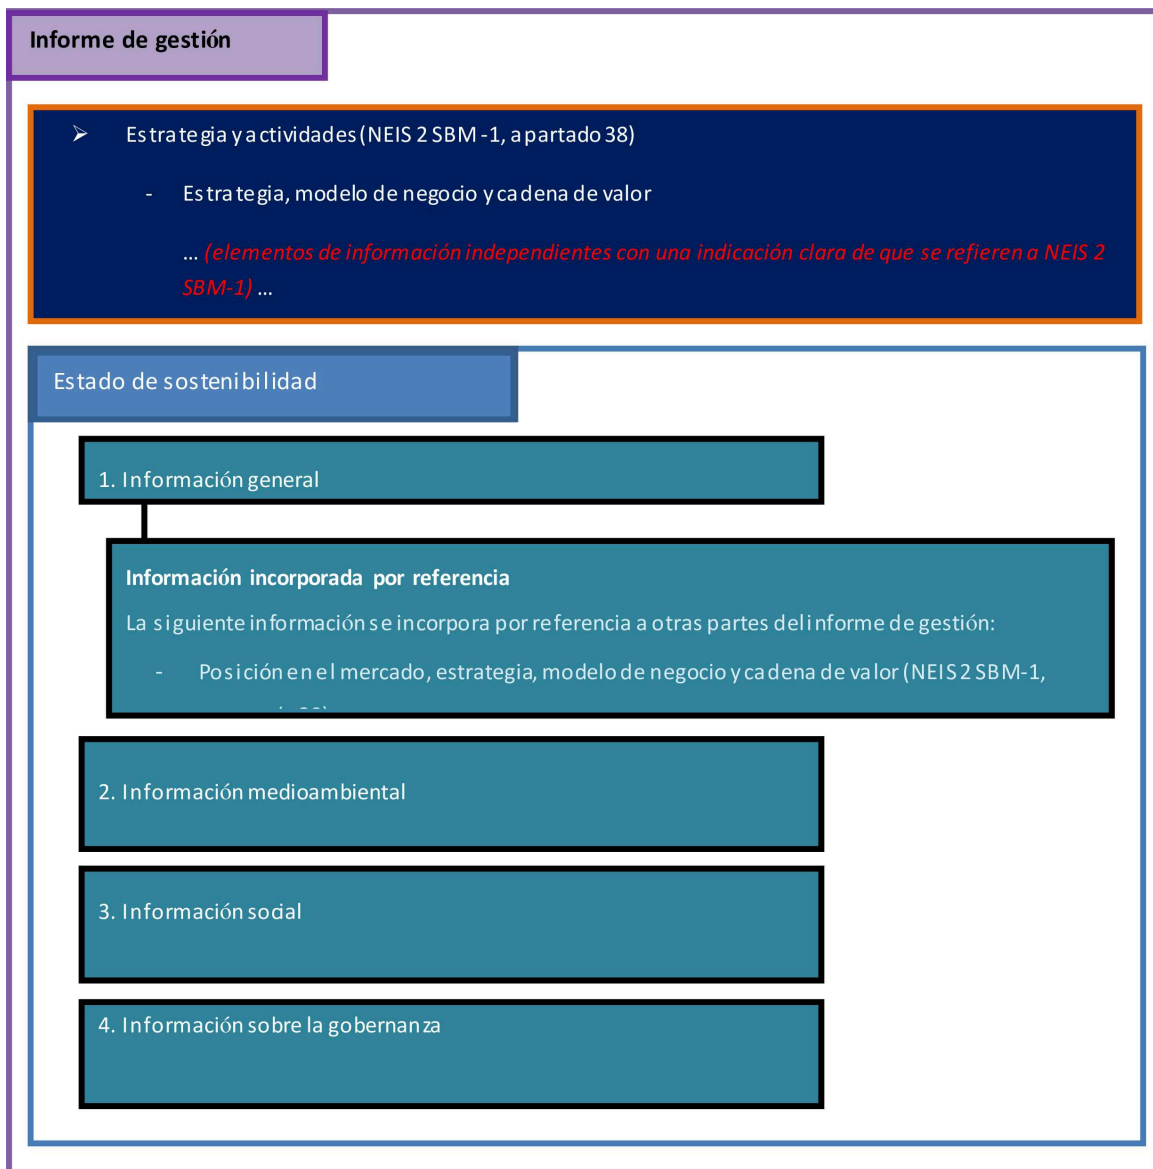 Informe de gestión
➢ Estrategia y actividades (NEIS 2 SBM -1, apartado 38)
- Estrategia, modelo de negocio y cadena de valor
... (elementos de información independientes con una indicación clara de que se refieren a NEIS 2
SBM-1) ...
Estado de sostenibilidad
1. Información general
Información incorporada por referencia
La siguiente información se incorpora por referencia a otras partes del informe de gestión:
- Posición en el mercado, estrategia, modelo de negocio y cadena de valor (NEIS 2 SBM-1,
2. Información medioambiental
3. Información social
4. Información sobre la gobernanza